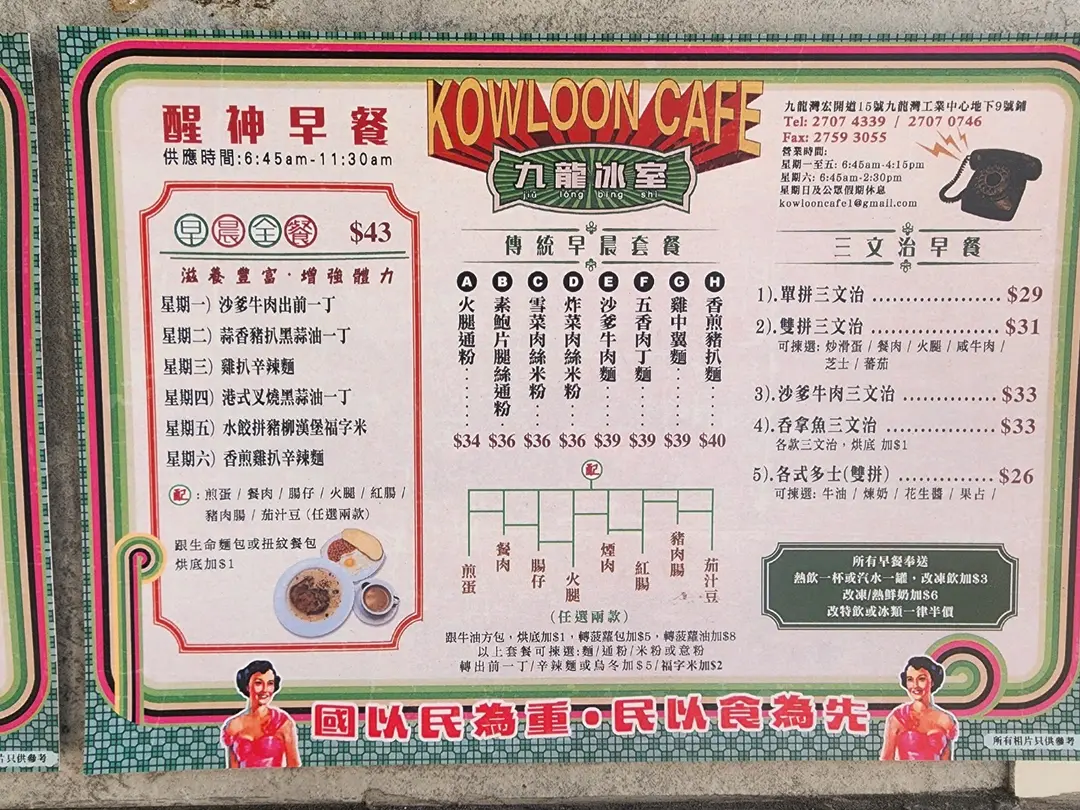 醒神早餐
供應時間:6:45am-11:30am
早晨全餐 $43
滋養豐富·增強體力
星期一) 沙爹牛肉出前一丁
星期二) 蒜香豬扒黑蒜油一丁
星期三) 雞扒辛辣麵
星期四) 港式叉燒黑蒜油一丁
星期五) 水餃拼豬柳漢堡福字米
星期六) 香煎雞扒辛辣麵
配 : 煎蛋 / 餐肉 / 腸仔 / 火腿 / 紅腸 /
豬肉腸 / 茄汁豆 (任選兩款)
跟生命麵包或扭紋餐包
烘底加$1
KOWLOON CAFE
九龍冰室
jiǔ lóng bīng shì
傳統早晨套餐
A 火腿通粉 $34
B 素鮑片腿絲通粉 $36
C 雪菜肉絲米粉 $36
D 炸菜肉絲米粉 $36
E 沙爹牛肉麵 $39
F 五香肉丁麵 $39
G 雞中翼麵 $39
H 香煎豬扒麵 $40
配
煎蛋
餐肉
腸仔
火腿
煙肉
紅腸
豬肉腸
茄汁豆
(任選兩款)
跟牛油方包，烘底加$1，轉菠蘿包加$5，轉菠蘿油加$8
以上套餐可揀選:麵/通粉/米粉或意粉
轉出前一丁/辛辣麵或烏冬加$5/福字米加$2
九龍灣宏開道15號九龍灣工業中心地下9號鋪
Tel: 2707 4339 / 2707 0746
Fax: 2759 3055
營業時間:
星期一至五: 6:45am-4:15pm
星期六: 6:45am-2:30pm
星期日及公眾假期休息
kowlooncafe1@gmail.com
三文治早餐
1).單拼三文治 .................... $29
2).雙拼三文治 .................... $31
可揀選: 炒滑蛋 / 餐肉 / 火腿 / 咸牛肉 /
芝士 / 蕃茄
3).沙爹牛肉三文治 ............... $33
4).吞拿魚三文治 ................. $33
各款三文治，烘底 加$1
5).各式多士(雙拼) ............... $26
可揀選: 牛油 / 煉奶 / 花生醬 / 果占 /
所有早餐奉送
熱飲一杯或汽水一罐，改凍飲加$3
改凍/熱鮮奶加$6
改特飲或冰類一律半價
國以民為重·民以食為先
所有相片只供參考
片只供參考